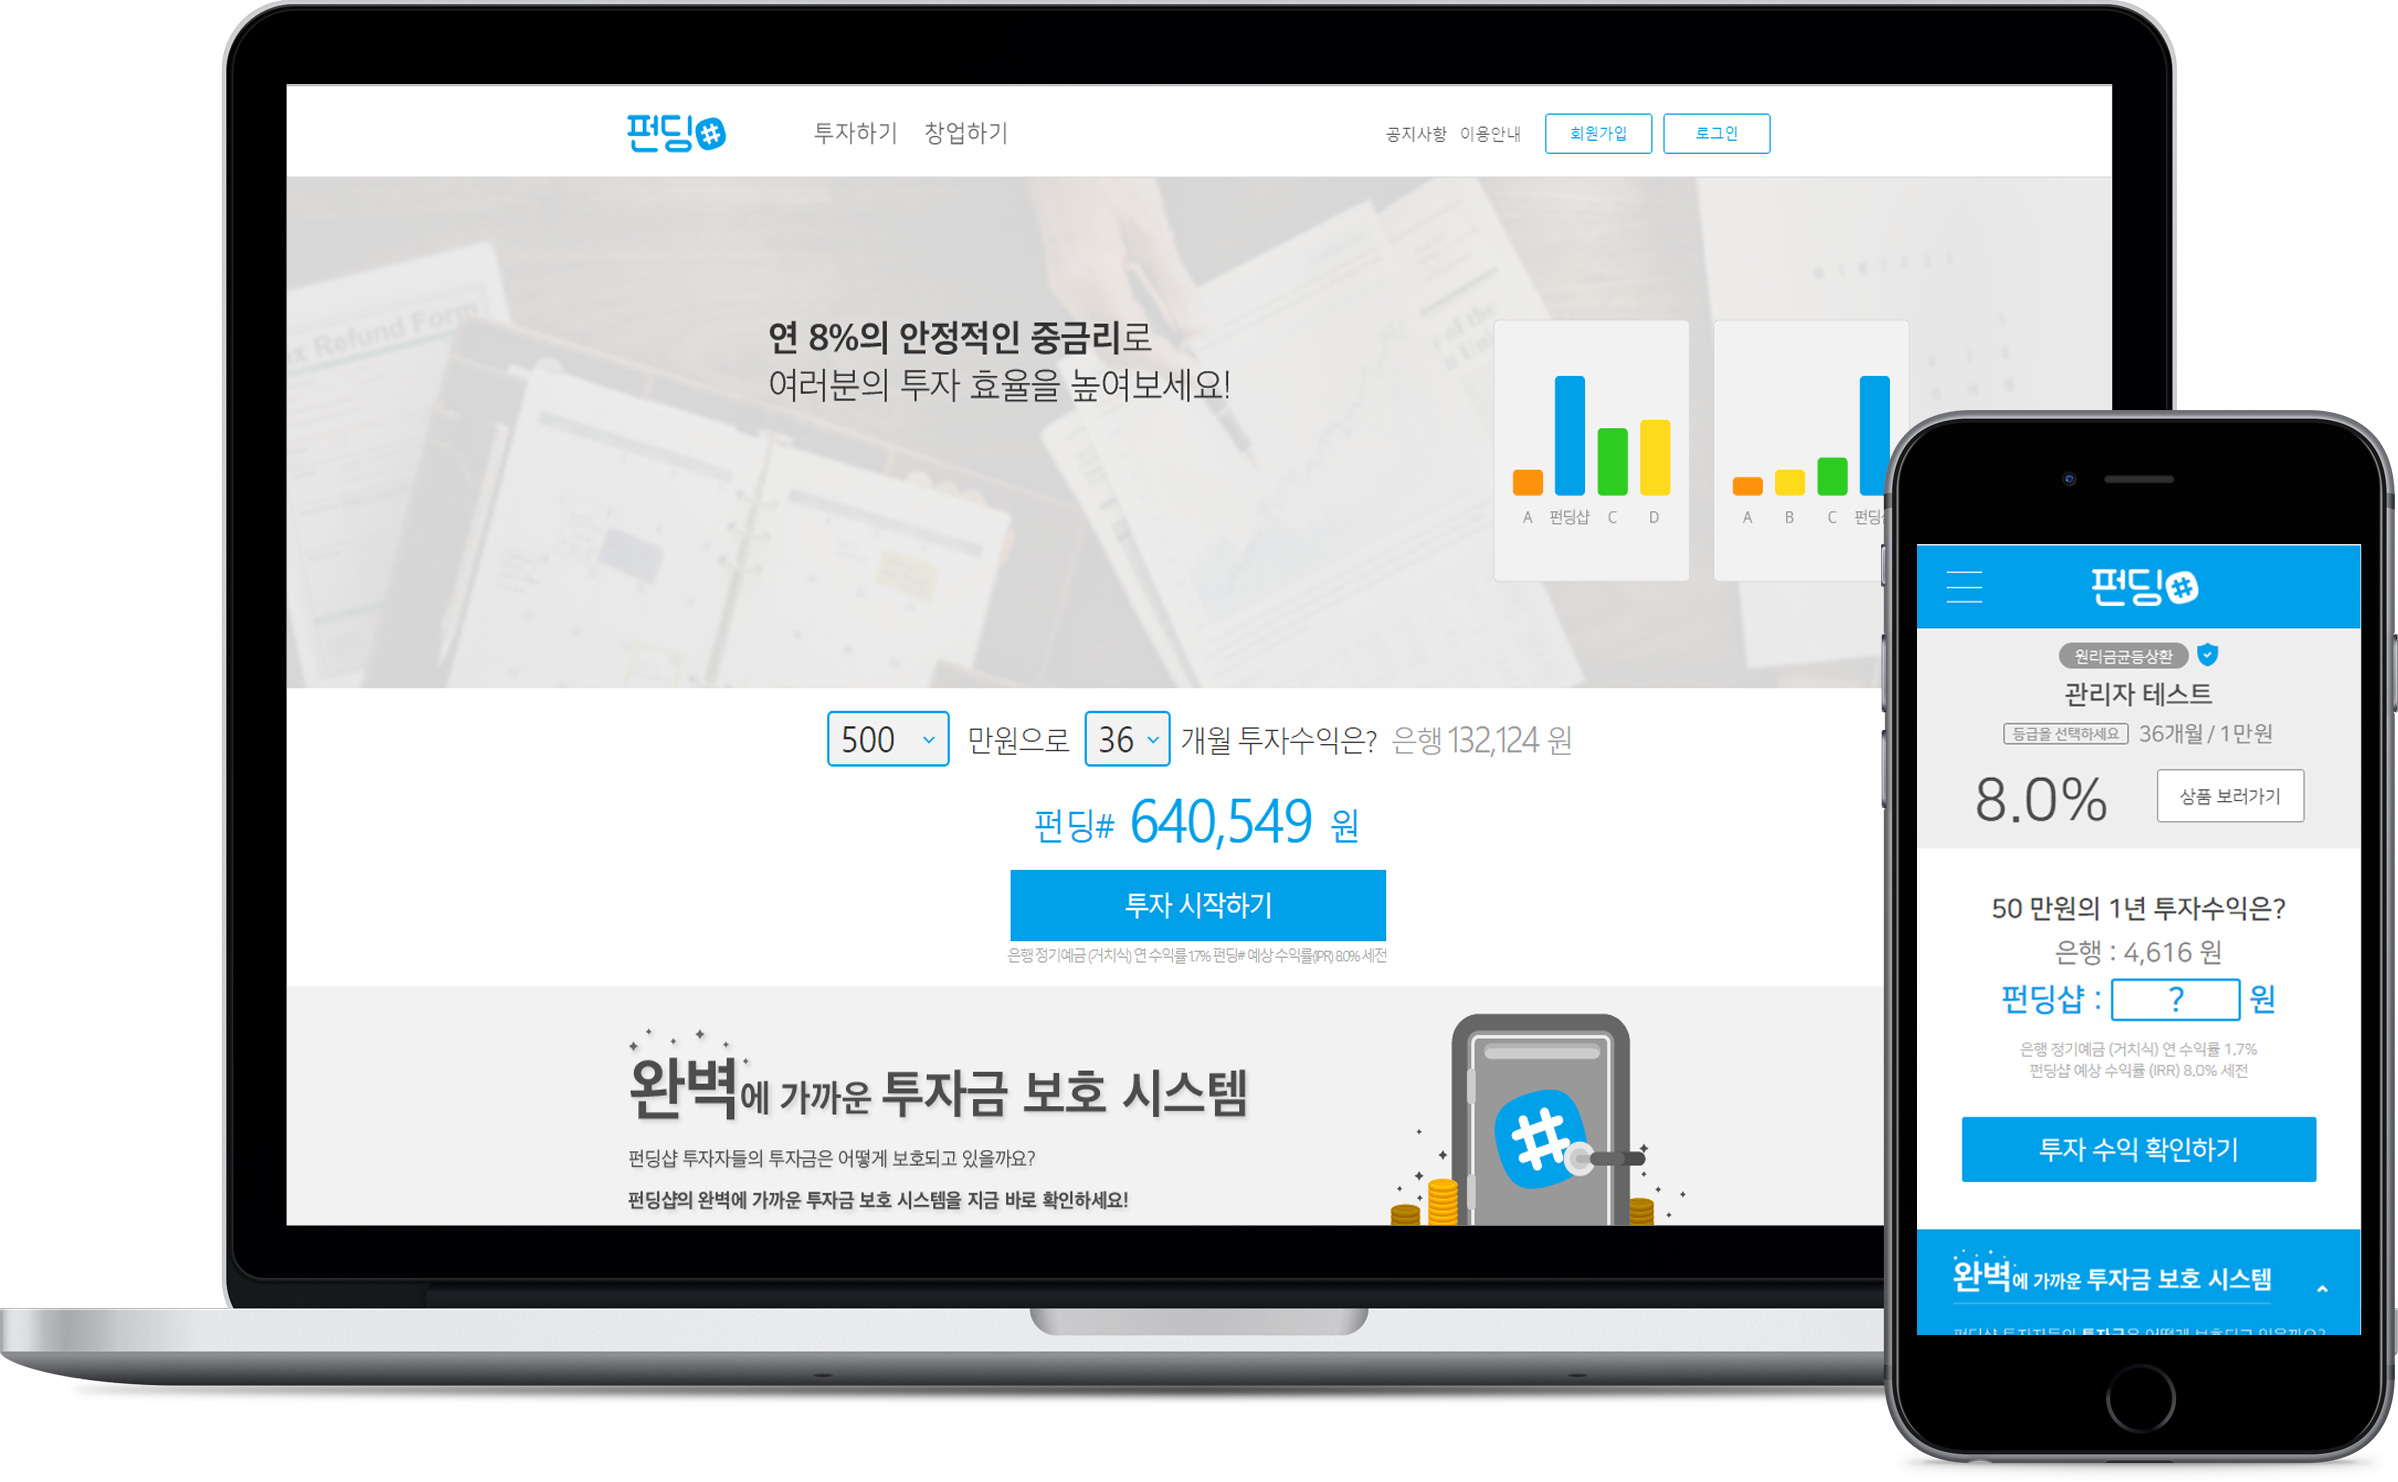 펀딩#
투자하기 창업하기
공지사항 이용안내 회원가입 로그인
Refund Form
연 8%의 안정적인 중금리로
여러분의 투자 효율을 높여보세요!
A 펀딩샵 C D
A B C
500 만원으로 36 개월 투자수익은? 은행 132,124 원
펀딩# 640,549 원
투자 시작하기
은행 정기예금 (거치식) 연 수익률 1.7% 펀딩# 예상 수익률(IPR) 8.0% 세전
완벽에 가까운 투자금 보호 시스템
펀딩샵 투자자들의 투자금은 어떻게 보호되고 있을까요?
펀딩샵의 완벽에 가까운 투자금 보호 시스템을 지금 바로 확인하세요!
펀딩#
원리금균등상환
관리자 테스트
등급을 선택하세요 36개월 / 1만원
8.0% 상품 보러가기
50 만원의 1년 투자수익은?
은행 : 4,616 원
펀딩샵 : ? 원
은행 정기예금 (거치식) 연 수익률 1.7%
펀딩샵 예상 수익률 (IRR) 8.0% 세전
투자 수익 확인하기
완벽에 가까운 투자금 보호 시스템